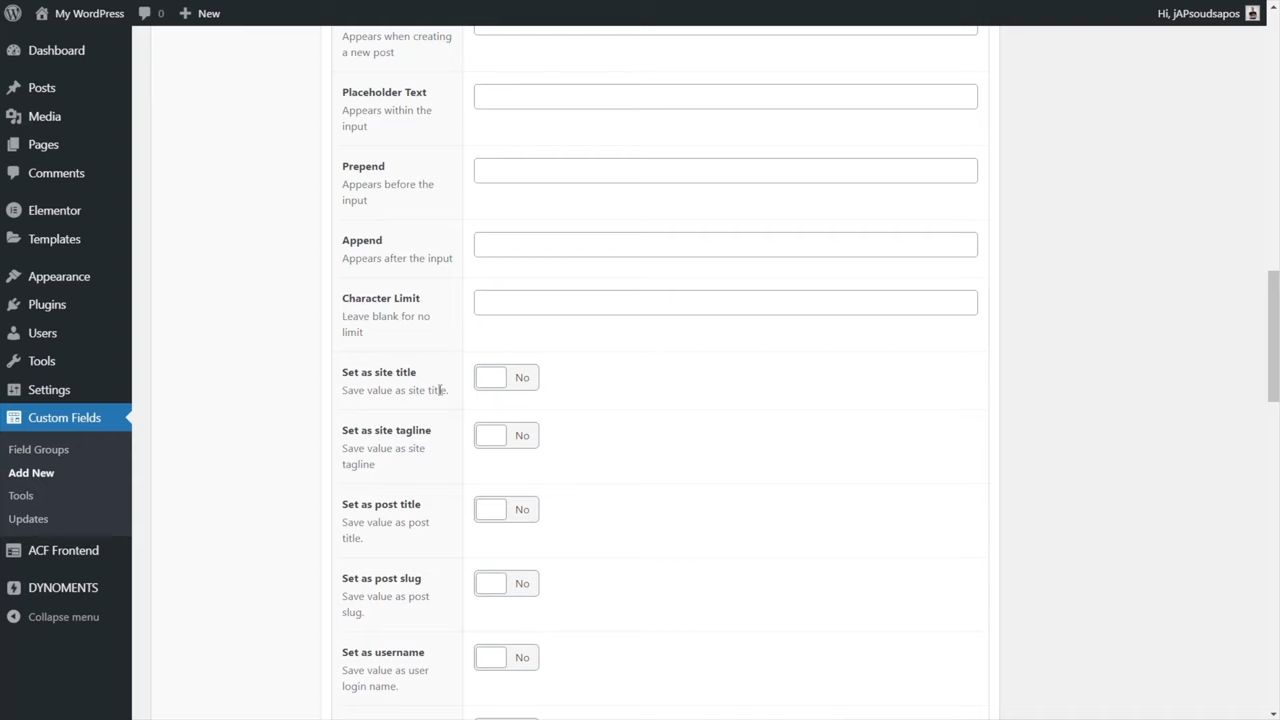 My WordPress
0
New
Hi, jAPsoudsapos
Dashboard
Posts
Media
Pages
Comments
Elementor
Templates
Appearance
Plugins
Users
Tools
Settings
Custom Fields
Field Groups
Add New
Tools
Updates
ACF Frontend
DYNOMENTS
Collapse menu
Appears when creating
a new post
Placeholder Text
Appears within the
input
Prepend
Appears before the
input
Append
Appears after the input
Character Limit
Leave blank for no
limit
Set as site title
Save value as site title.
No
Set as site tagline
Save value as site
tagline
No
Set as post title
Save value as post
title.
No
Set as post slug
Save value as post
slug.
No
Set as username
Save value as user
login name.
No